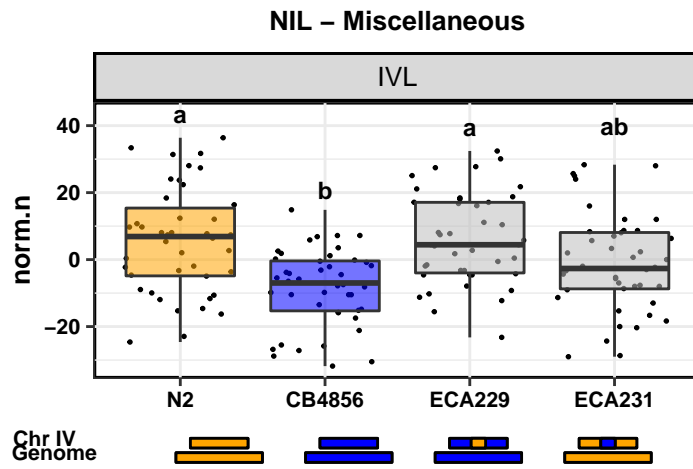 NIL − Miscellaneous
IVL
norm.n
40
20
0
−20
a
b
a
ab
N2 CB4856 ECA229 ECA231
Chr IV
Genome